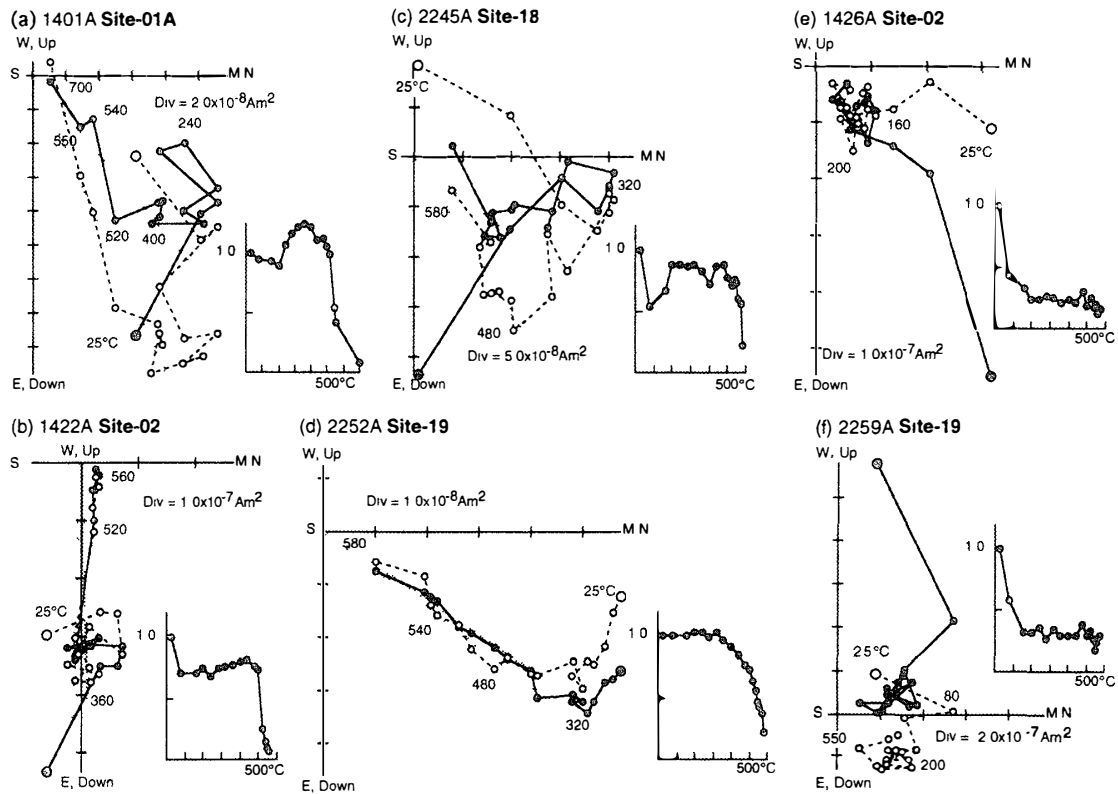 (a) 1401A Site-01A
W, Up
S
M N
700
540
DIV = 2 0x10-8Am2
240
550
520
400
25°C
E, Down
1 0
500°C
(c) 2245A Site-18
W, Up
25°C
M N
S
320
580
480
DIV = 5 0x10-8Am2
E, Down
1 0
500°C
(e) 1426A Site-02
W, Up
S
M N
160
25°C
200
DIV = 1 0x10-7Am2
E, Down
1 0
500°C
(b) 1422A Site-02
W, Up
S
M N
560
DIV = 1 0x10-7Am2
520
25°C
360
E, Down
1 0
500°C
(d) 2252A Site-19
W, Up
DIV = 1 0x10-8Am2
S
M N
580
25°C
540
480
320
E, Down
1 0
500°C
(f) 2259A Site-19
W, Up
25°C
80
S
M N
550
DIV = 2 0x10-7Am2
200
E, Down
1 0
500°C